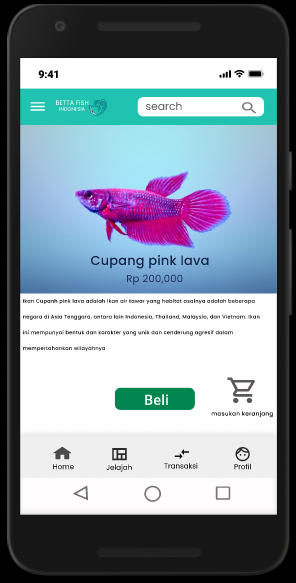 9:41
BETTA FISH
INDONESIA
search
Cupang pink lava
Rp 200,000
Ikan Cupanh pink lava adalah ikan air tawar yang habitat asalnya adalah beberapa
negara di Asia Tenggara, antara lain Indonesia, Thailand, Malaysia, dan Vietnam. Ikan
ini mempunyai bentuk dan karakter yang unik dan cenderung agresif dalam
mempertahankan wilayahnya
Beli
masukan keranjang
Home
Jelajah
Transaksi
Profil